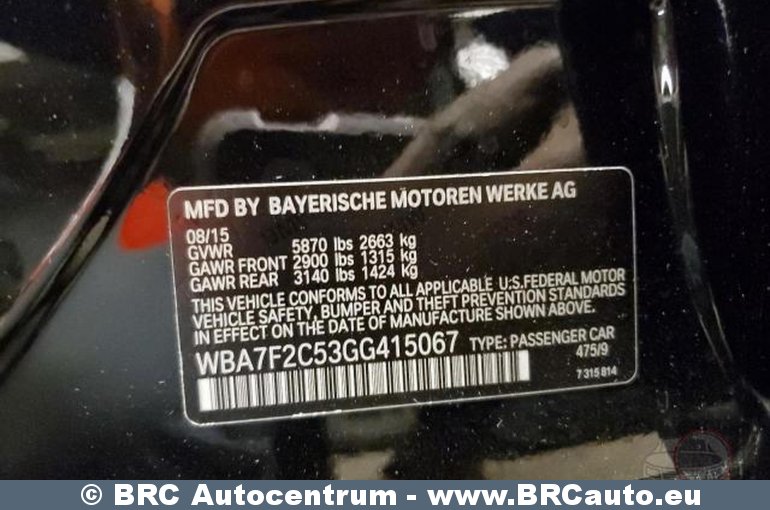 MFD BY BAYERISCHE MOTOREN WERKE AG
08/15
GVWR 5870 lbs 2663 kg
GAWR FRONT 2900 lbs 1315 kg
GAWR REAR 3140 lbs 1424 kg
THIS VEHICLE CONFORMS TO ALL APPLICABLE U.S.FEDERAL MOTOR
VEHICLE SAFETY, BUMPER AND THEFT PREVENTION STANDARDS
IN EFFECT ON THE DATE OF MANUFACTURE SHOWN ABOVE.
WBA7F2C53GG415067 TYPE: PASSENGER CAR
475/9
7 315 814
© BRC Autocentrum - www.BRCauto.eu